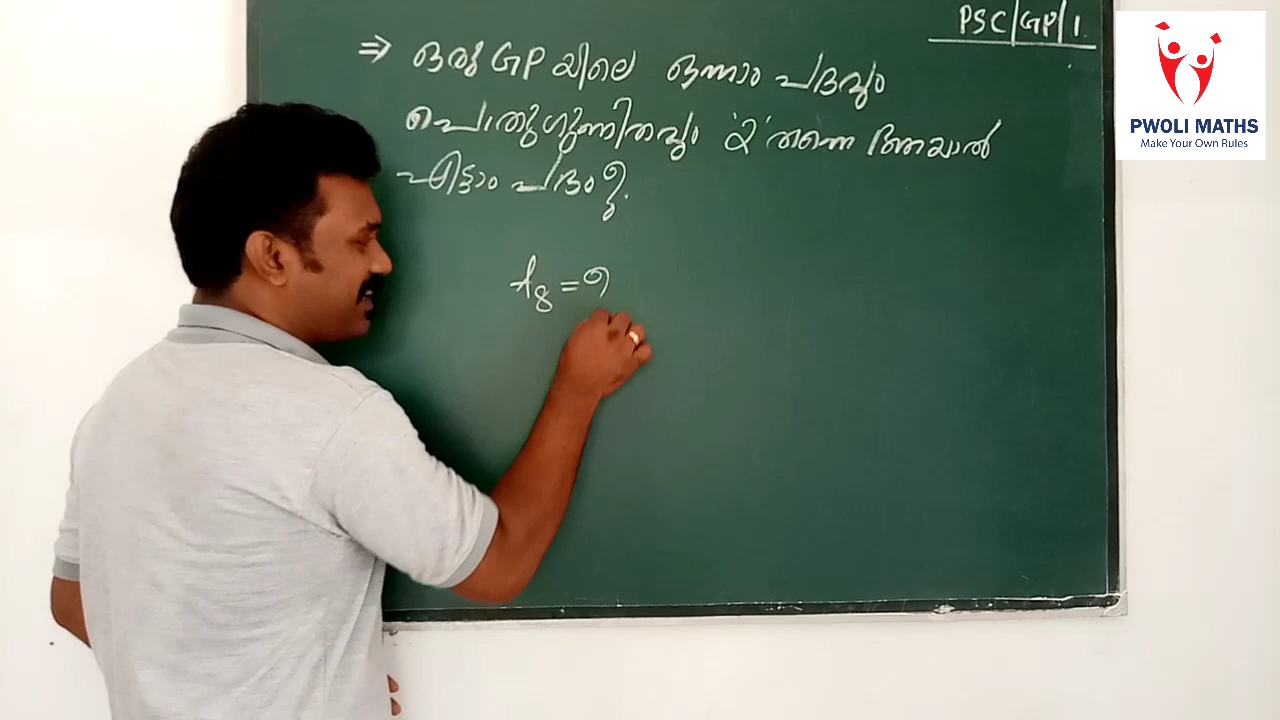 PSC/GP/1.
⇒ ഒരു GP യിലെ ഒന്നാം പദവും
പൊതുഗുണിതവും '2' തന്നെ ആയാൽ
എട്ടാം പദം?
t₈ = ?
PWOLI MATHS
Make Your Own Rules